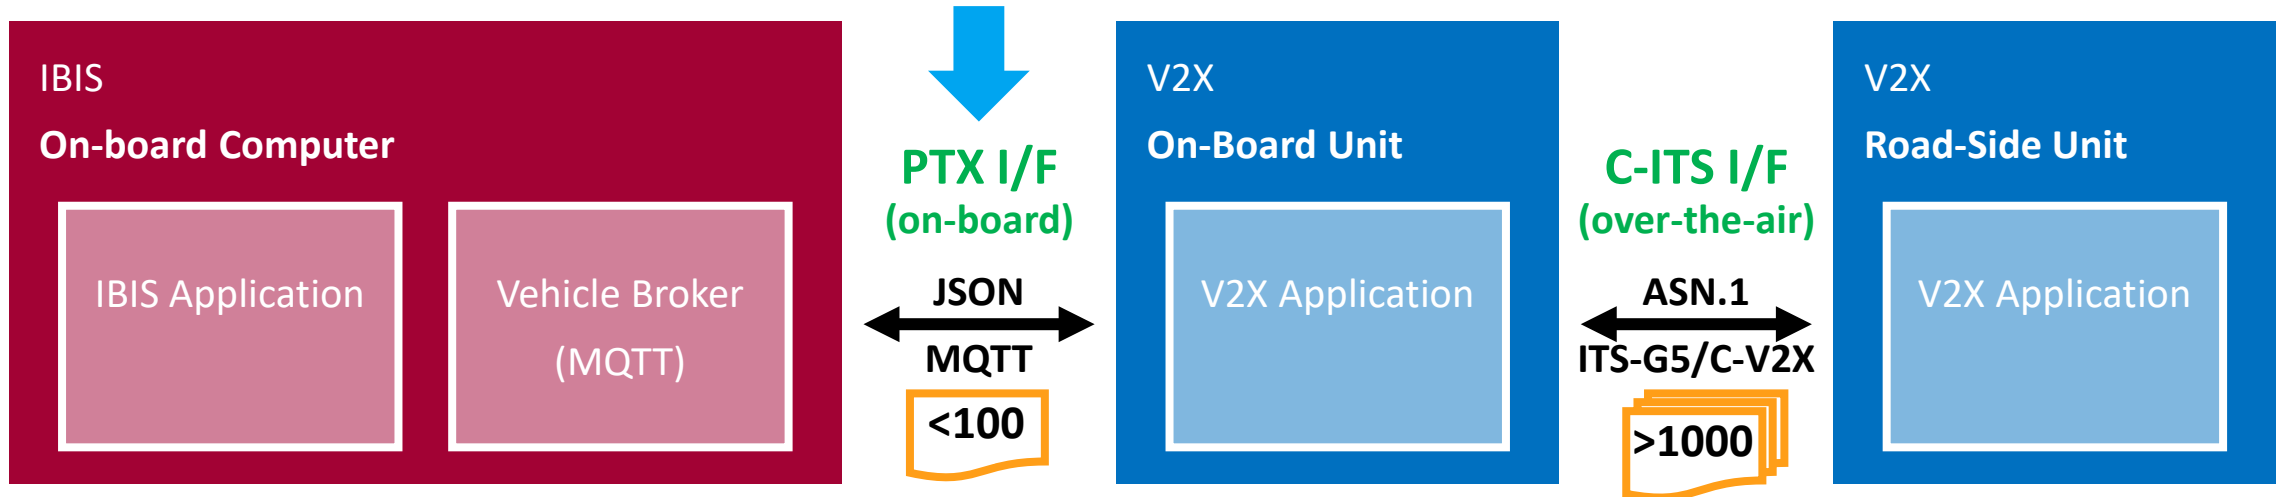 IBIS
On-board Computer
IBIS Application
Vehicle Broker
(MQTT)
PTX I/F
(on-board)
JSON
MQTT
<100
V2X
On-Board Unit
V2X Application
C-ITS I/F
(over-the-air)
ASN.1
ITS-G5/C-V2X
>1000
V2X
Road-Side Unit
V2X Application